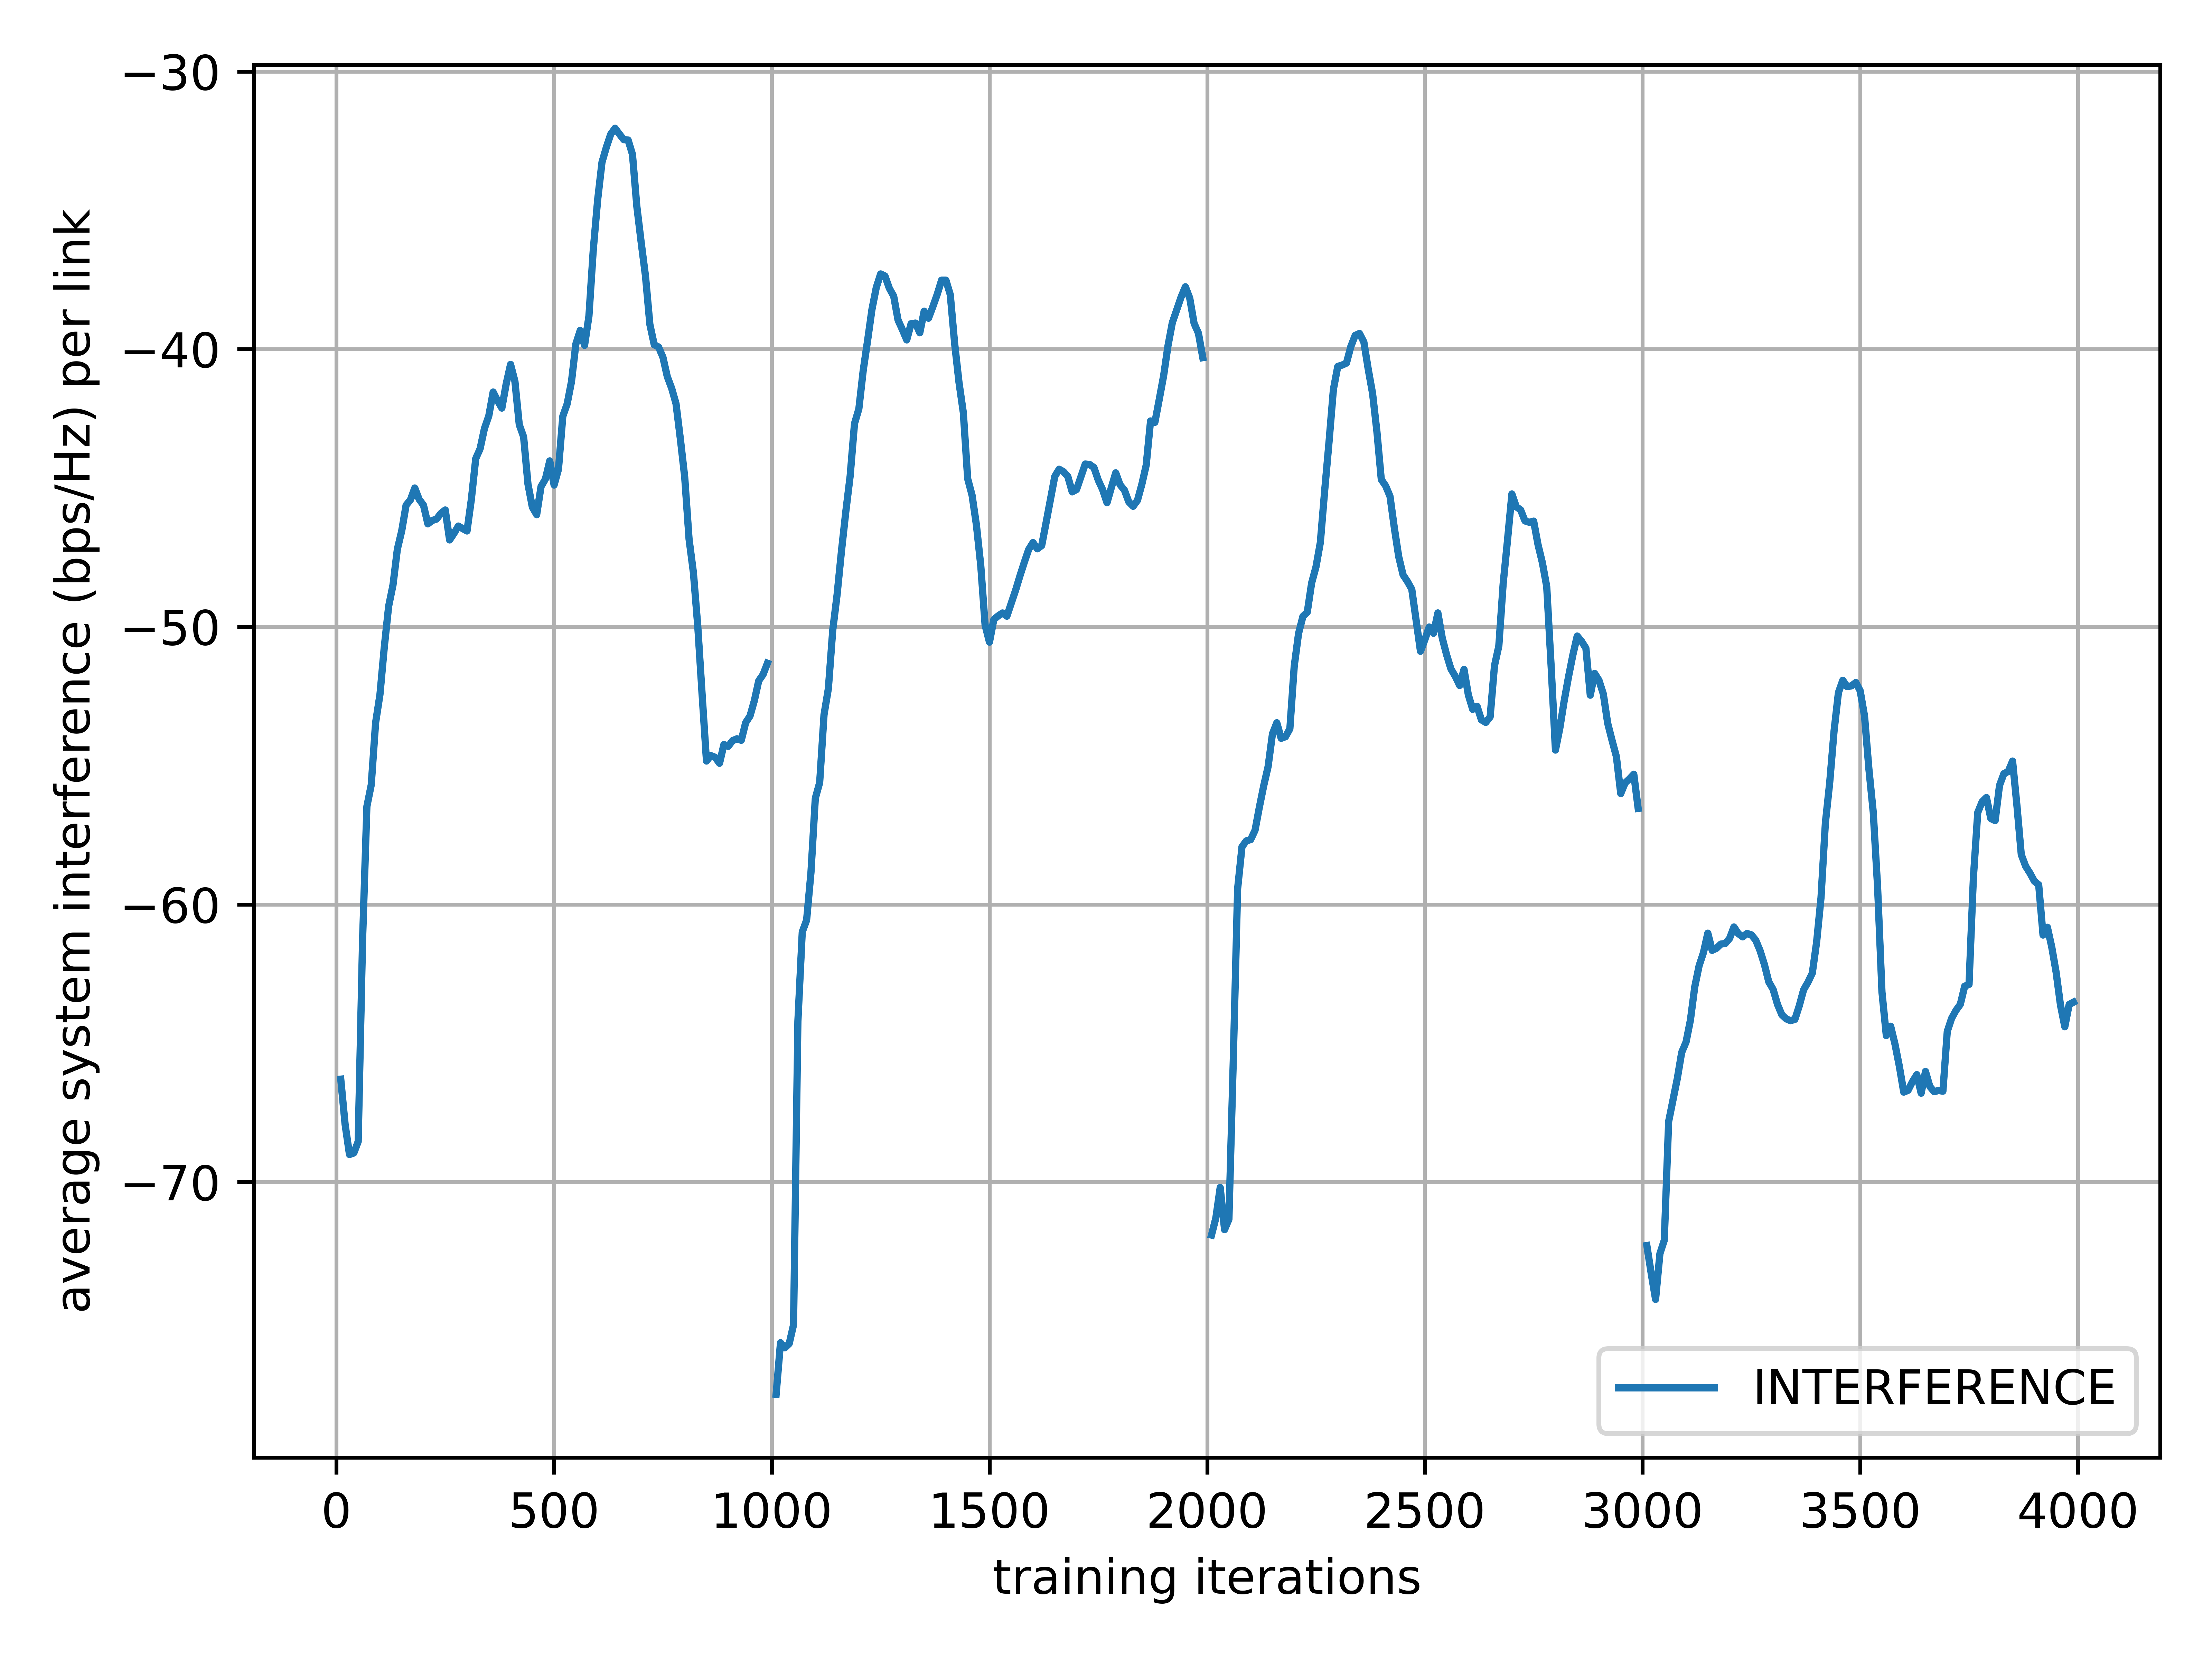 average system interference (bps/Hz) per link
−30
−40
−50
−60
−70
INTERFERENCE
0 500 1000 1500 2000 2500 3000 3500 4000
training iterations